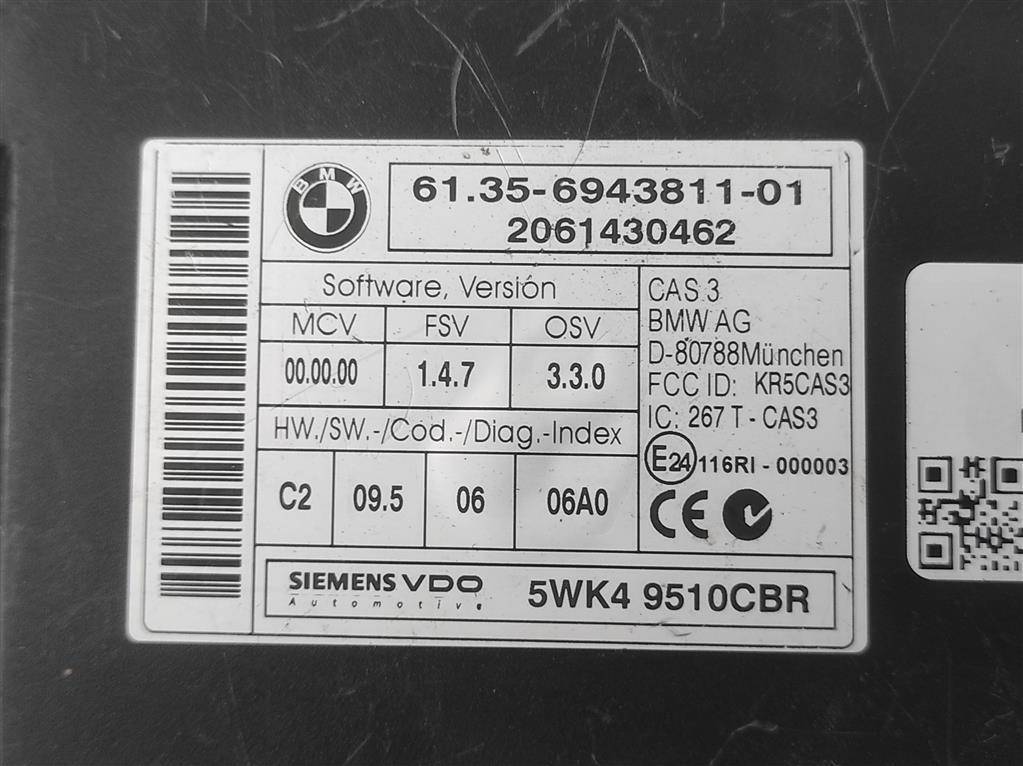 BMW
61.35-6943811-01
2061430462
Software, Versión
MCV FSV OSV
00.00.00 1.4.7 3.3.0
HW./SW.-/Cod.-/Diag.-Index
C2 09.5 06 06A0
CAS 3
BMW AG
D-80788München
FCC ID: KR5CAS3
IC: 267 T - CAS3
E24 116RI - 000003
CE
SIEMENS VDO
Automotive
5WK4 9510CBR